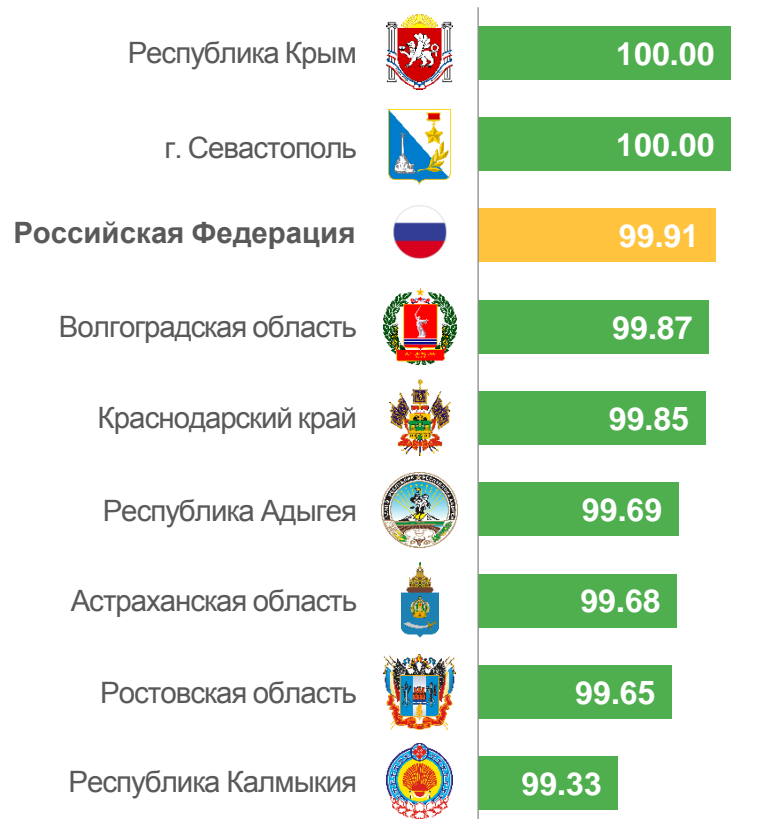 Республика Крым 100.00
г. Севастополь 100.00
Российская Федерация 99.91
Волгоградская область 99.87
Краснодарский край 99.85
Республика Адыгея 99.69
Астраханская область 99.68
Ростовская область 99.65
Республика Калмыкия 99.33